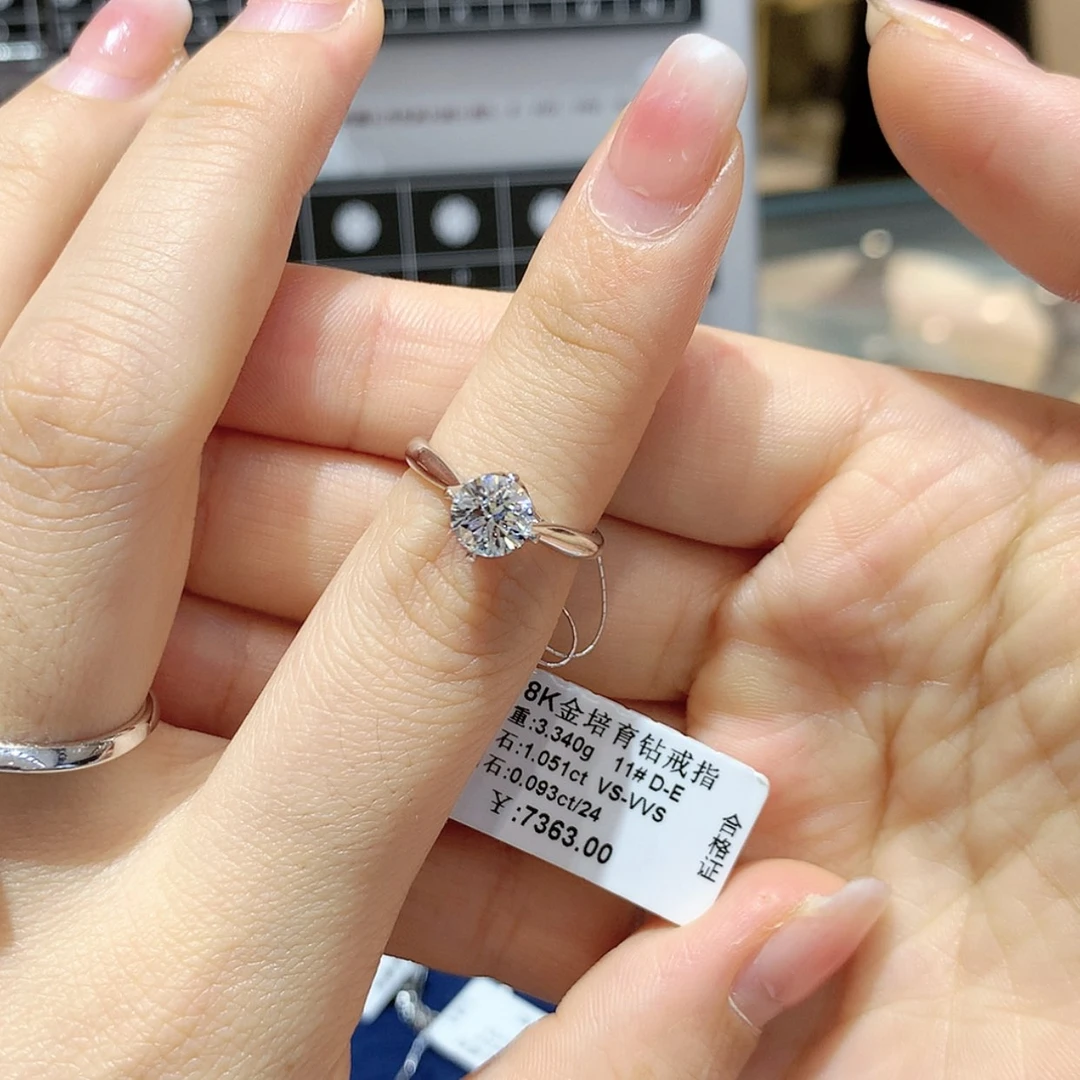 8K金培育钻戒指
重:3.340g 11# D-E
石:1.051ct VS-VVS
石:0.093ct/24
¥:7363.00
合格证